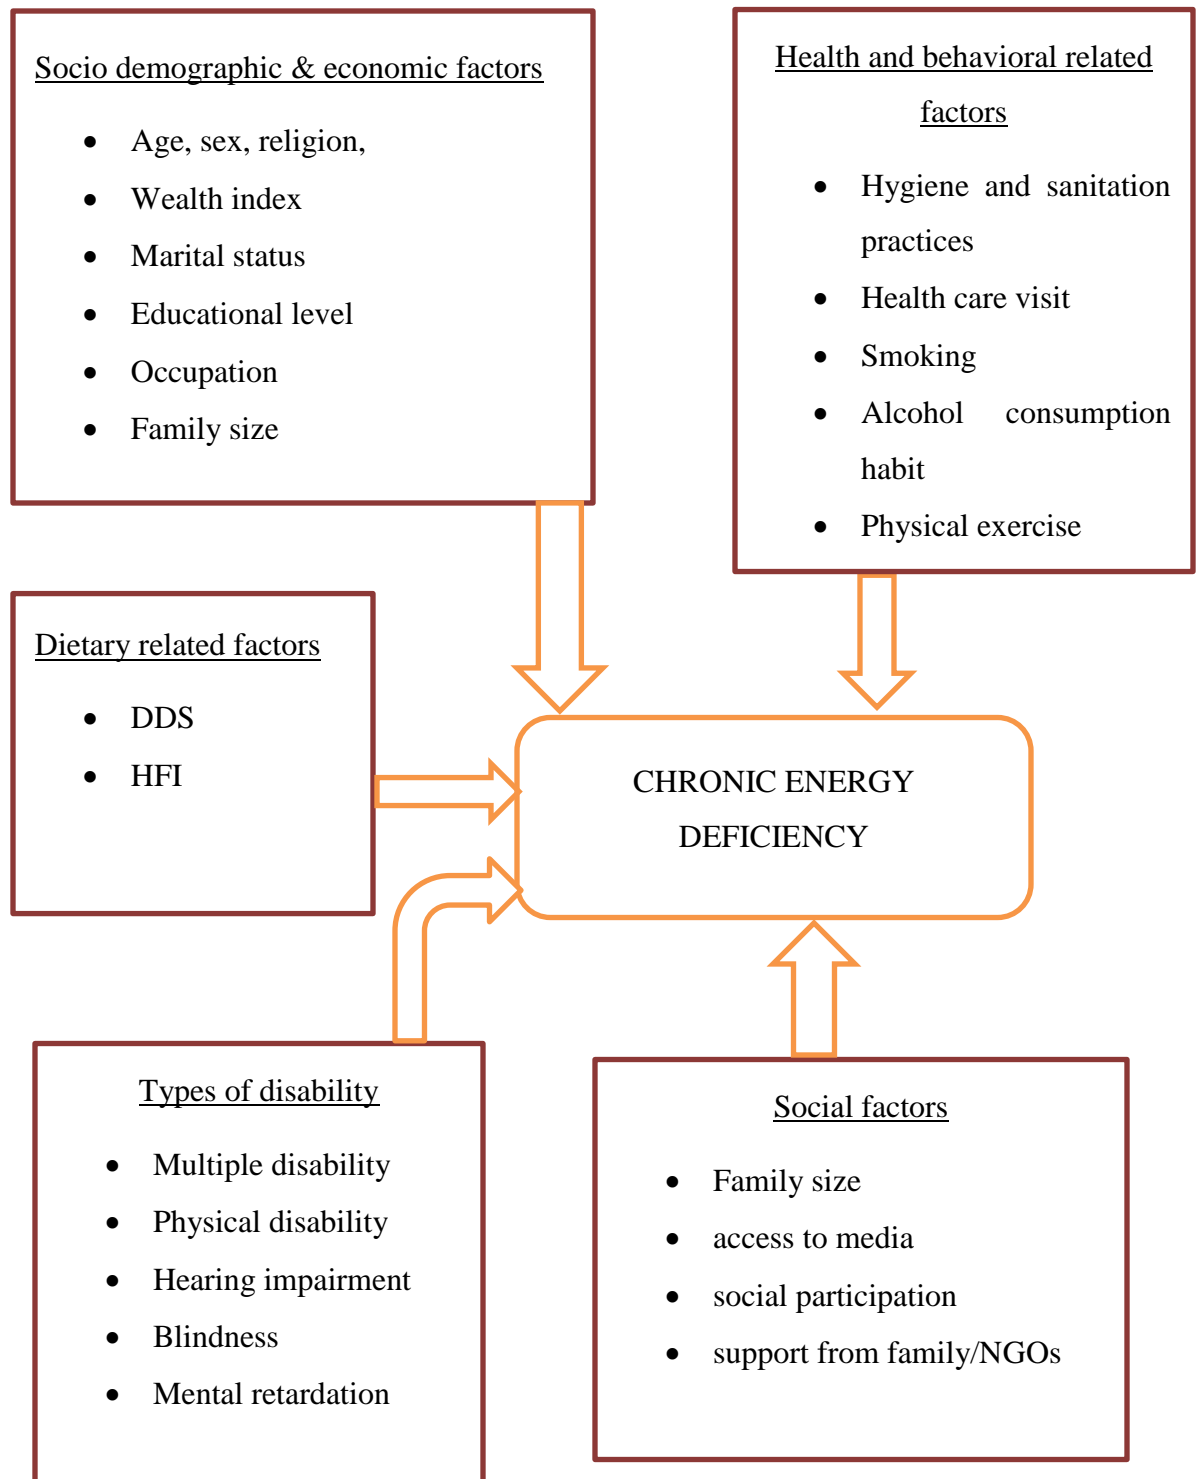 Socio demographic & economic factors
• Age, sex, religion,
• Wealth index
• Marital status
• Educational level
• Occupation
• Family size
Health and behavioral related
factors
• Hygiene and sanitation
practices
• Health care visit
• Smoking
• Alcohol consumption
habit
• Physical exercise
Dietary related factors
• DDS
• HFI
CHRONIC ENERGY
DEFICIENCY
Types of disability
• Multiple disability
• Physical disability
• Hearing impairment
• Blindness
• Mental retardation
Social factors
• Family size
• access to media
• social participation
• support from family/NGOs